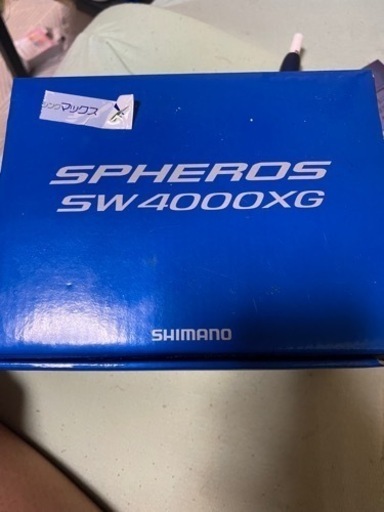 マックス
SPHEROS
SW4000XG
SHIMANO